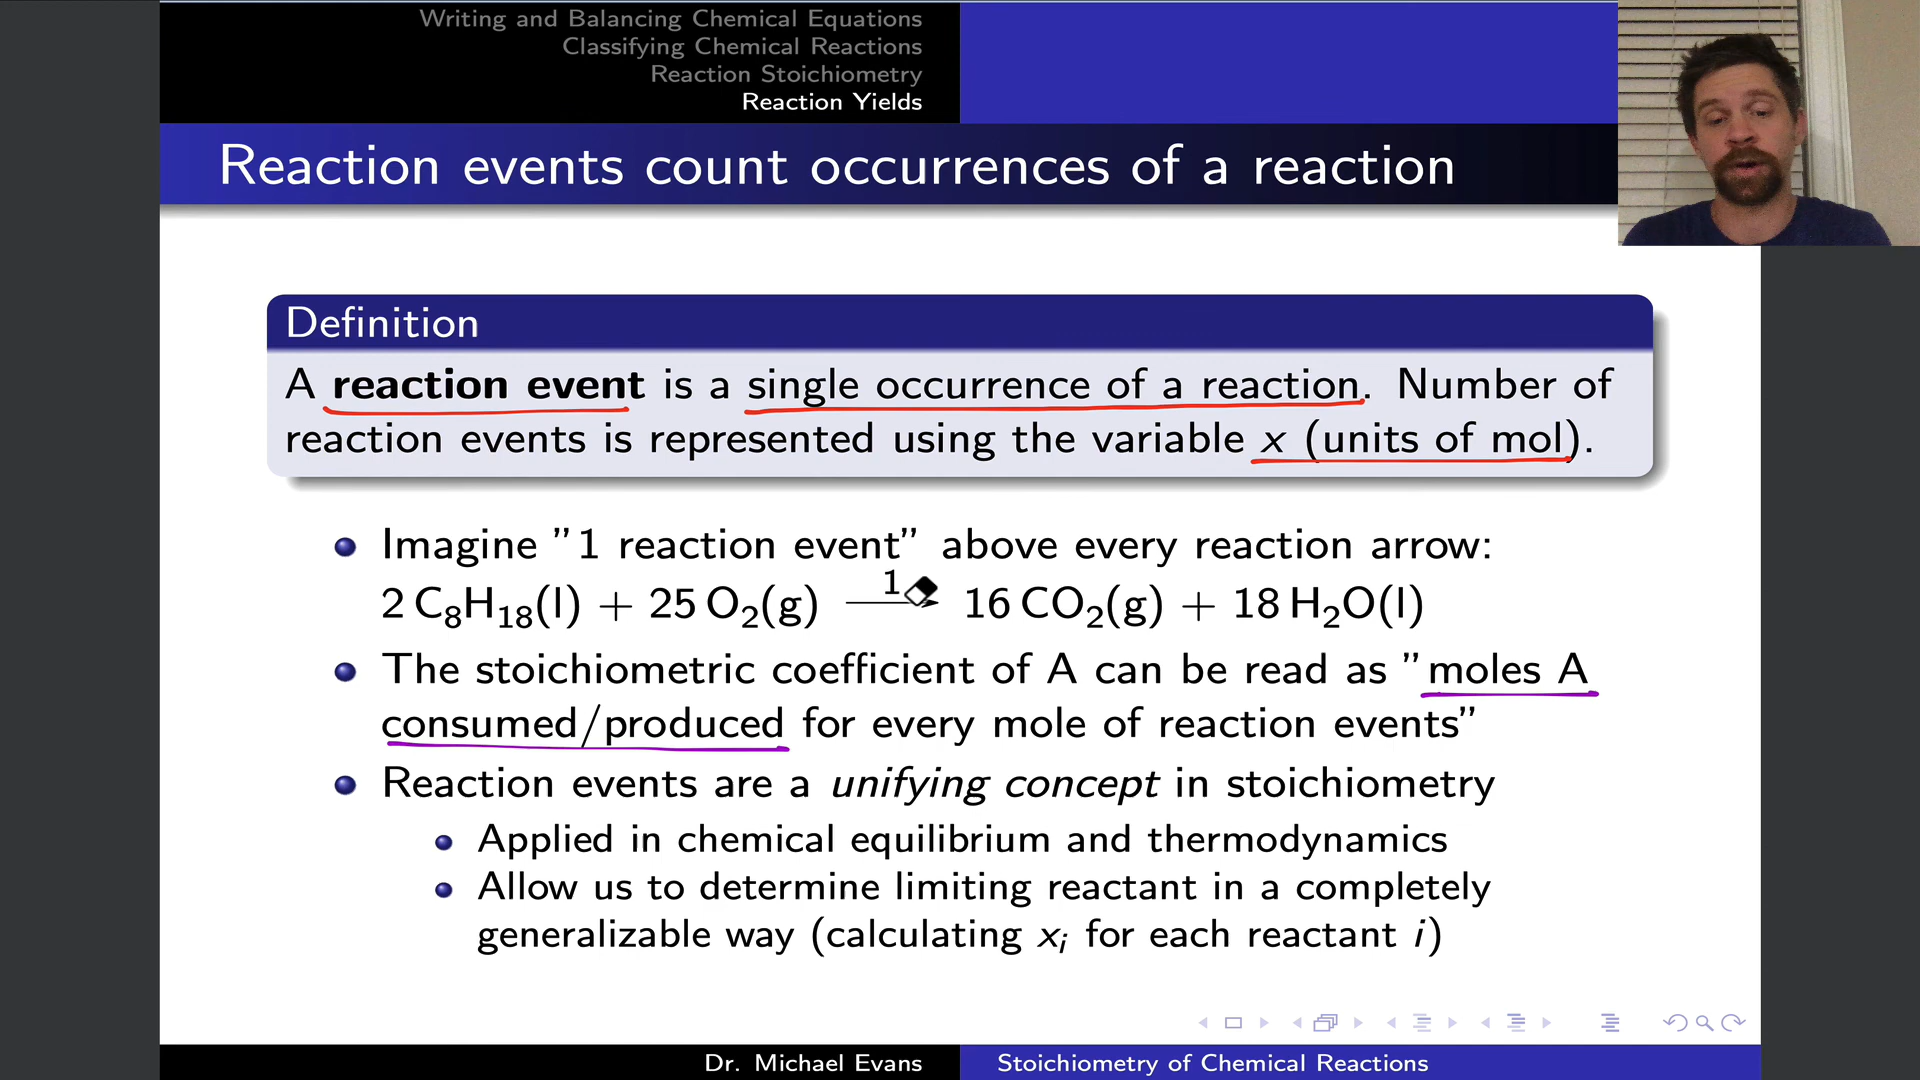 Writing and Balancing Chemical Equations
Classifying Chemical Reactions
Reaction Stoichiometry
Reaction Yields
Reaction events count occurrences of a reaction
Definition
A reaction event is a single occurrence of a reaction. Number of
reaction events is represented using the variable x (units of mol).
Imagine ”1 reaction event” above every reaction arrow:
2 C₈H₁₈(l) + 25 O₂(g) —1→ 16 CO₂(g) + 18 H₂O(l)
The stoichiometric coefficient of A can be read as ”moles A
consumed/produced for every mole of reaction events”
Reaction events are a unifying concept in stoichiometry
Applied in chemical equilibrium and thermodynamics
Allow us to determine limiting reactant in a completely
generalizable way (calculating xᵢ for each reactant i)
Dr. Michael Evans
Stoichiometry of Chemical Reactions